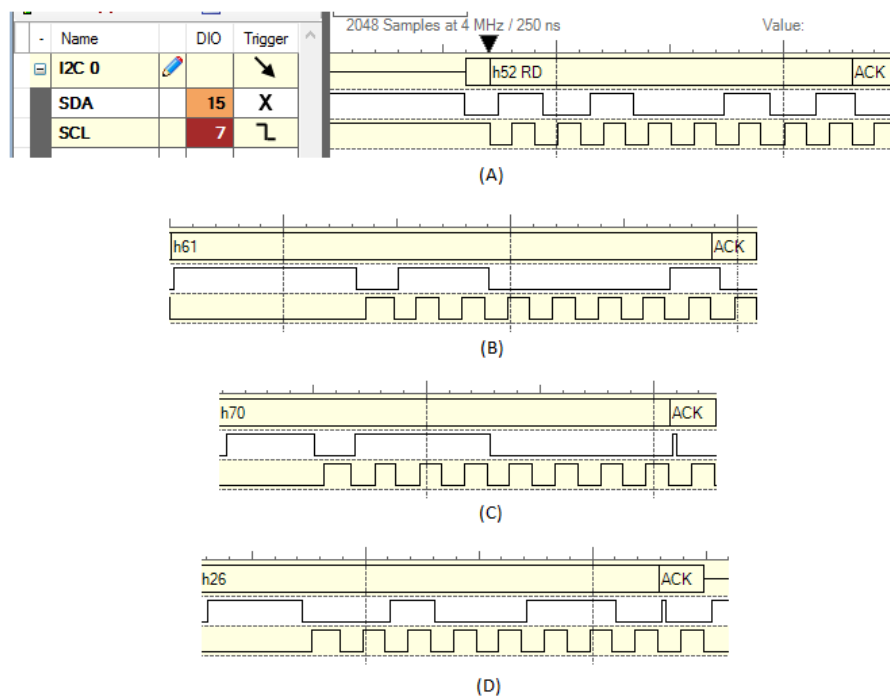 2048 Samples at 4 MHz / 250 ns Value:
- Name DIO Trigger
I2C 0 h52 RD ACK
SDA 15 X
SCL 7
(A)
h61 ACK
(B)
h70 ACK
(C)
h26 ACK
(D)